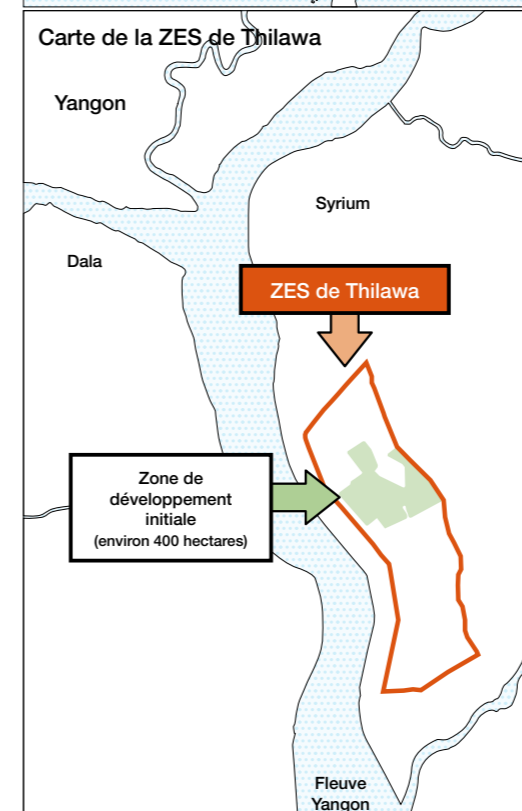 Carte de la ZES de Thilawa
Yangon
Syrium
Dala
ZES de Thilawa
Zone de
développement
initiale
(environ 400 hectares)
Fleuve
Yangon